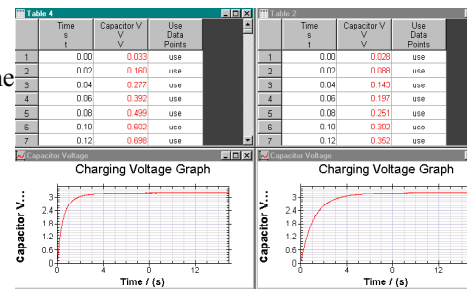 Table 4
Table 2
Time Capacitor V Use
s V Data
t V Points
1 0.00 0.033 use
2 0.02 0.160 use
3 0.04 0.277 use
4 0.06 0.392 use
5 0.08 0.499 use
6 0.10 0.602 use
7 0.12 0.698 use
Time Capacitor V Use
s V Data
t V Points
1 0.00 0.028 use
2 0.02 0.088 use
3 0.04 0.143 use
4 0.06 0.197 use
5 0.08 0.251 use
6 0.10 0.302 use
7 0.12 0.352 use
ne
Capacitor Voltage
Charging Voltage Graph
Capacitor V...
3
2.4
1.8
1.2
0.6
0
0 4 0 12
Time / (s)
Capacitor Voltage
Charging Voltage Graph
Capacitor V...
3
2.4
1.8
1.2
0.6
0
0 4 0 12
Time / (s)